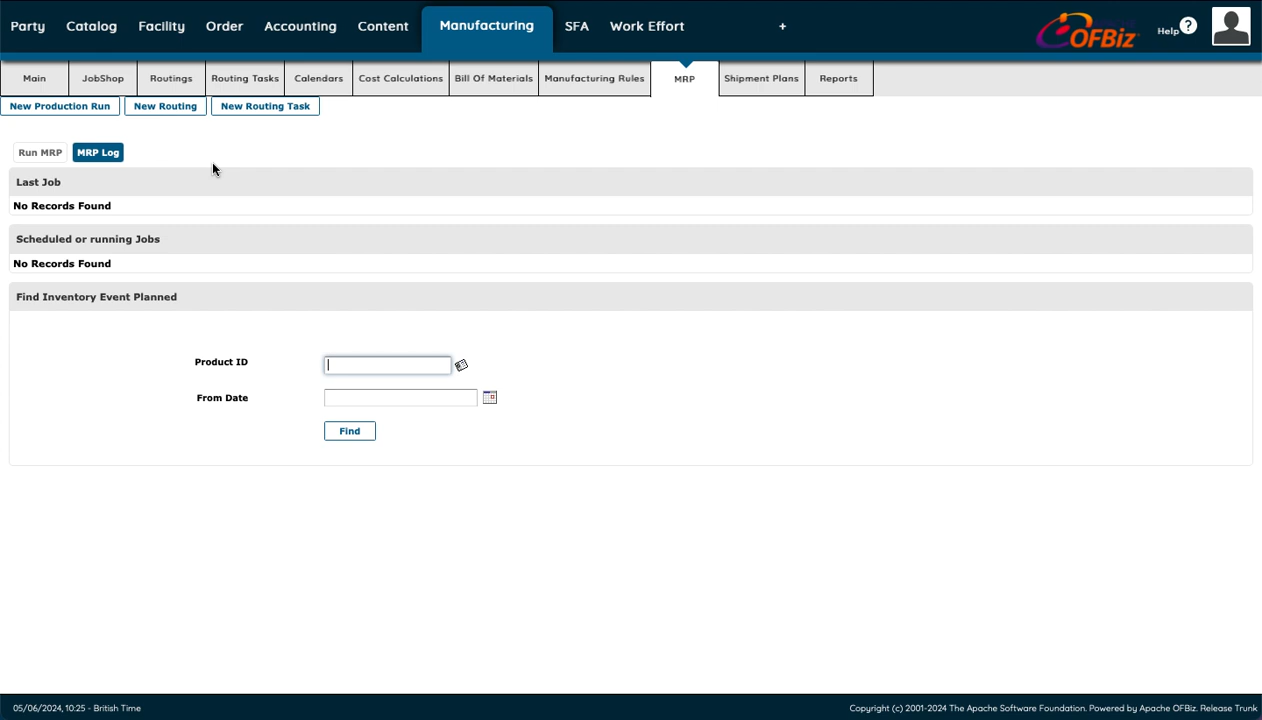 Party Catalog Facility Order Accounting Content Manufacturing SFA Work Effort + APACHE OFBiz Help ?
Main JobShop Routings Routing Tasks Calendars Cost Calculations Bill Of Materials Manufacturing Rules MRP Shipment Plans Reports
New Production Run New Routing New Routing Task
Run MRP MRP Log
Last Job
No Records Found
Scheduled or running Jobs
No Records Found
Find Inventory Event Planned
Product ID
From Date
Find
05/06/2024, 10:25 - British Time Copyright (c) 2001-2024 The Apache Software Foundation. Powered by Apache OFBiz. Release Trunk